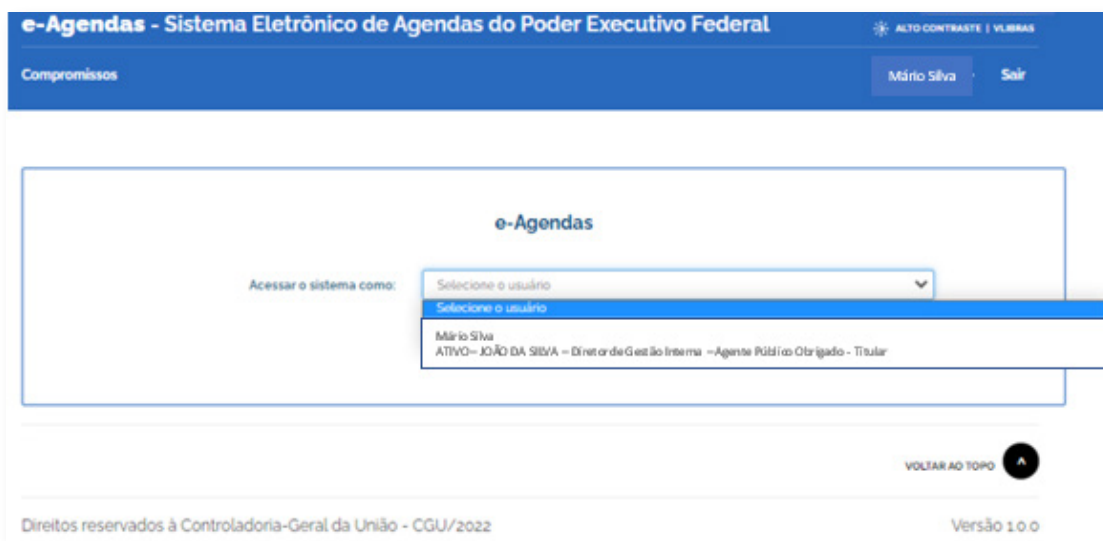 e-Agendas - Sistema Eletrônico de Agendas do Poder Executivo Federal
ALTO CONTRASTE | VLIBRAS
Compromissos
Mário Silva
Sair
e-Agendas
Acessar o sistema como:
Selecione o usuário
Selecione o usuário
Mário Silva
ATIVO– JOÃO DA SILVA – Diretor de Gestão Interna – Agente Público Obrigado - Titular
VOLTAR AO TOPO
Direitos reservados à Controladoria-Geral da União - CGU/2022
Versão 1.0.0